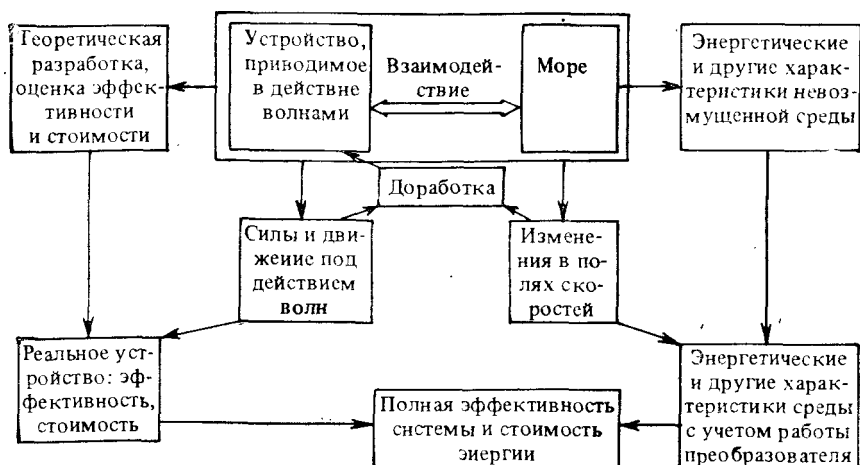 Теоретическая
разработка,
оценка эффек-
тивности
и стоимости
Устройство,
приводимое
в действие
волнами
Взаимодей-
ствие
Море
Энергетические
и другие харак-
теристики невоз-
мущенной среды
Доработка
Силы и дви-
жение под
действием
волн
Измене-
ния в по-
лях ско-
ростей
Реальное уст-
ройство: эф-
фективность,
стоимость
Полная эффективность
системы и стоимость
энергии
Энергетические
и другие харак-
теристики среды
с учетом работы
преобразователя